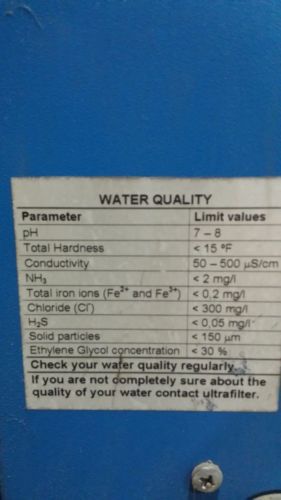 WATER QUALITY
Parameter Limit values
pH 7 – 8
Total Hardness < 15 ºF
Conductivity 50 – 500 µS/cm
NH₃ < 2 mg/l
Total iron ions (Fe²⁺ and Fe³⁺) < 0,2 mg/l
Chloride (Cl⁻) < 300 mg/l
H₂S < 0,05 mg/l
Solid particles < 150 µm
Ethylene Glycol concentration < 30 %
Check your water quality regularly.
If you are not completely sure about the
quality of your water contact ultrafilter.